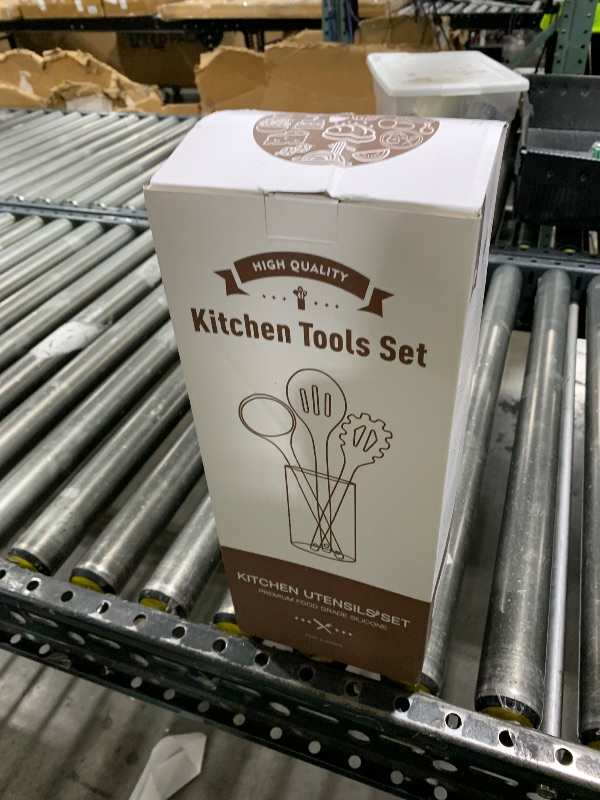 HIGH QUALITY
Kitchen Tools Set
KITCHEN UTENSILS'SET
PREMIUM FOOD GRADE SILICONE